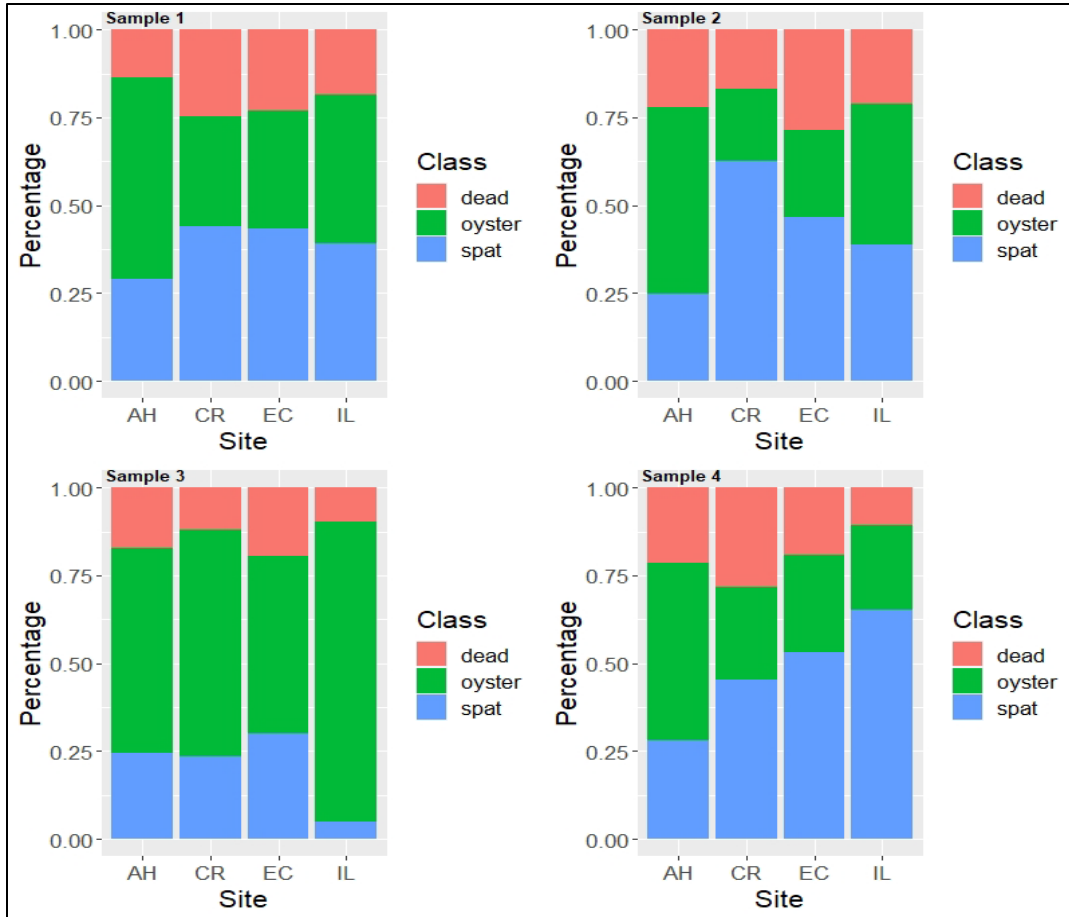 Sample 1
1.00
0.75
0.50
0.25
0.00
Percentage
AH CR EC IL
Site
Class
dead
oyster
spat
Sample 2
1.00
0.75
0.50
0.25
0.00
Percentage
AH CR EC IL
Site
Class
dead
oyster
spat
Sample 3
1.00
0.75
0.50
0.25
0.00
Percentage
AH CR EC IL
Site
Class
dead
oyster
spat
Sample 4
1.00
0.75
0.50
0.25
0.00
Percentage
AH CR EC IL
Site
Class
dead
oyster
spat